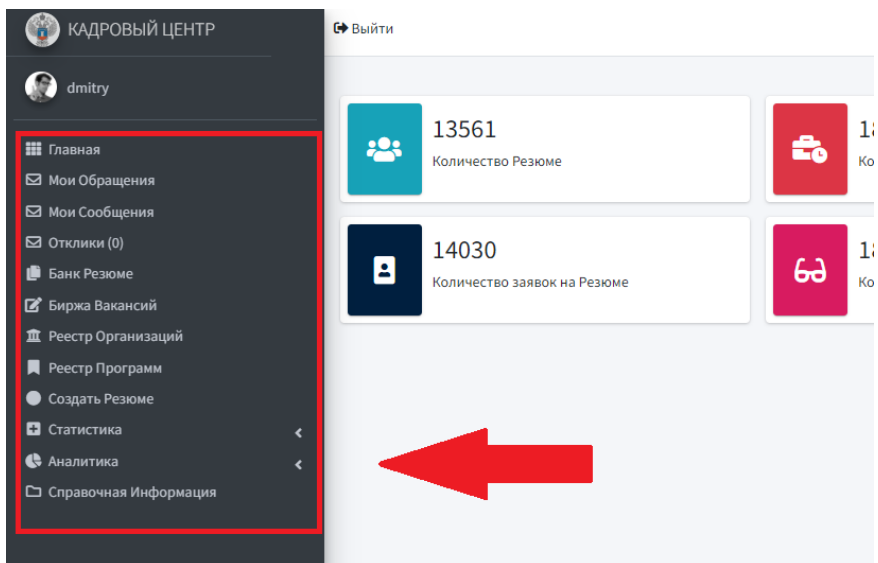 КАДРОВЫЙ ЦЕНТР
Выйти
dmitry
Главная
Мои Обращения
Мои Сообщения
Отклики (0)
Банк Резюме
Биржа Вакансий
Реестр Организаций
Реестр Программ
Создать Резюме
Статистика
Аналитика
Справочная Информация
13561
Количество Резюме
14030
Количество заявок на Резюме